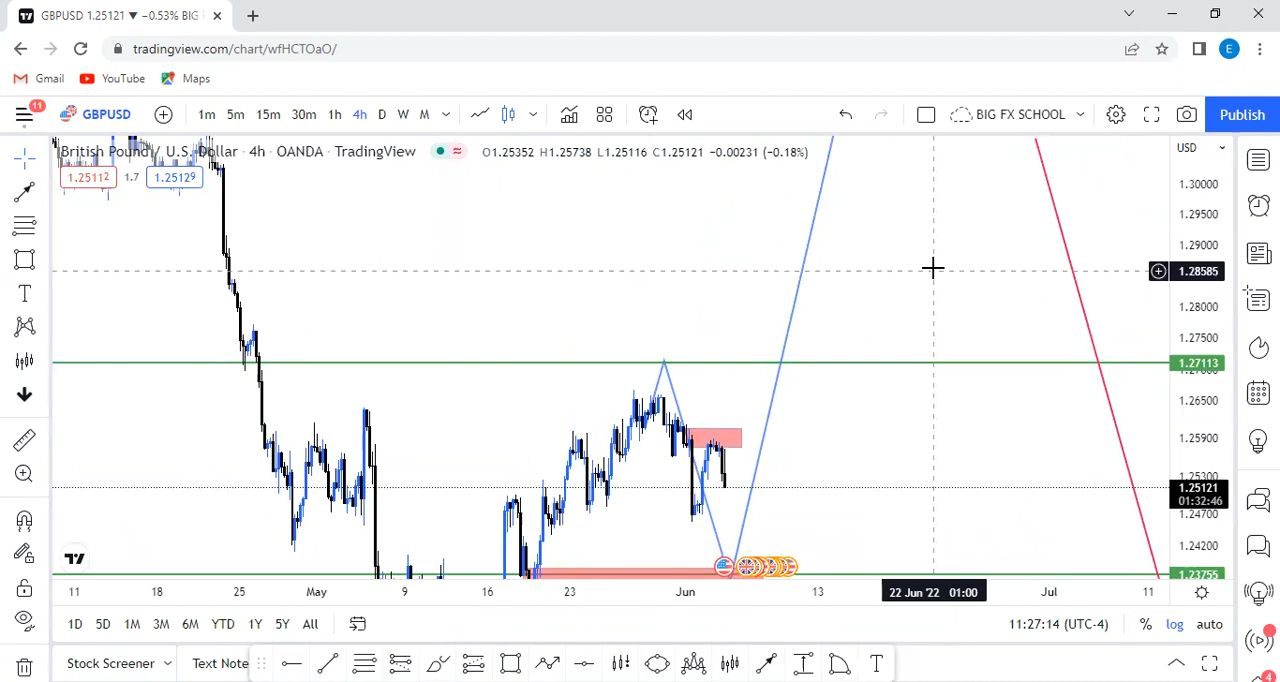 GBPUSD 1.25121 ▼ −0.53% BIG
tradingview.com/chart/wfHCTOaO/
E
Gmail YouTube Maps
11
GBPUSD 1m 5m 15m 30m 1h 4h D W M BIG FX SCHOOL Publish
British Pound / U.S. Dollar · 4h · OANDA · TradingView O1.25352 H1.25738 L1.25116 C1.25121 −0.00231 (−0.18%)
USD
1.25112 1.7 1.25129
1.30000
1.29500
1.29000
1.28585
1.28000
1.27500
1.27113
1.27000
1.26500
1.25900
1.25300
1.25121
01:32:46
1.24700
1.24200
1.23755
11 18 25 May 9 16 23 Jun 13 22 Jun '22 01:00 Jul 11
1D 5D 1M 3M 6M YTD 1Y 5Y All 11:27:14 (UTC-4) % log auto
Stock Screener Text Note
4